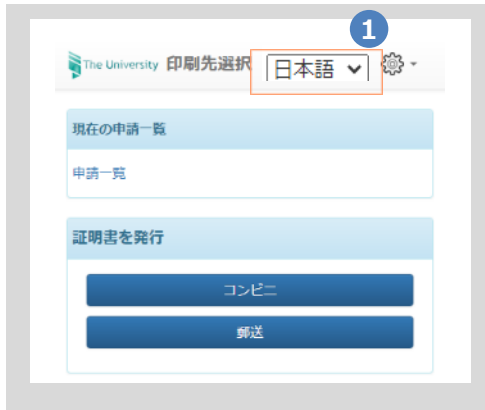 1
The University 印刷先選択 日本語
現在の申請一覧
申請一覧
証明書を発行
コンビニ
郵送